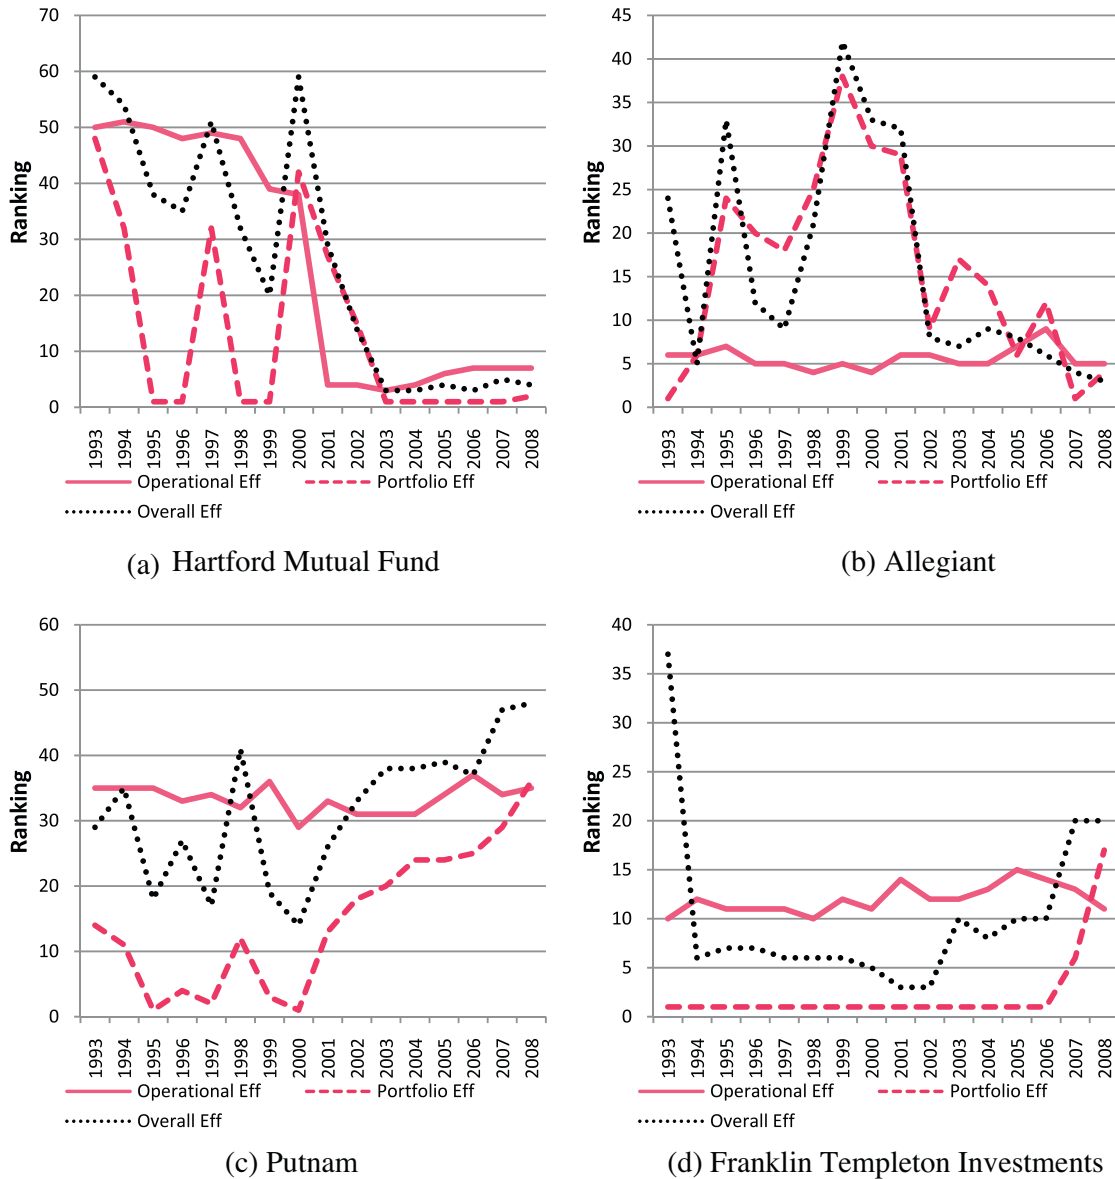 70
60
50
40
30
20
10
0
Ranking
1993 1994 1995 1996 1997 1998 1999 2000 2001 2002 2003 2004 2005 2006 2007 2008
Operational Eff Portfolio Eff
Overall Eff
(a) Hartford Mutual Fund
45
40
35
30
25
20
15
10
5
0
Ranking
1993 1994 1995 1996 1997 1998 1999 2000 2001 2002 2003 2004 2005 2006 2007 2008
Operational Eff Portfolio Eff
Overall Eff
(b) Allegiant
60
50
40
30
20
10
0
Ranking
1993 1994 1995 1996 1997 1998 1999 2000 2001 2002 2003 2004 2005 2006 2007 2008
Operational Eff Portfolio Eff
Overall Eff
(c) Putnam
40
35
30
25
20
15
10
5
0
Ranking
1993 1994 1995 1996 1997 1998 1999 2000 2001 2002 2003 2004 2005 2006 2007 2008
Operational Eff Portfolio Eff
Overall Eff
(d) Franklin Templeton Investments